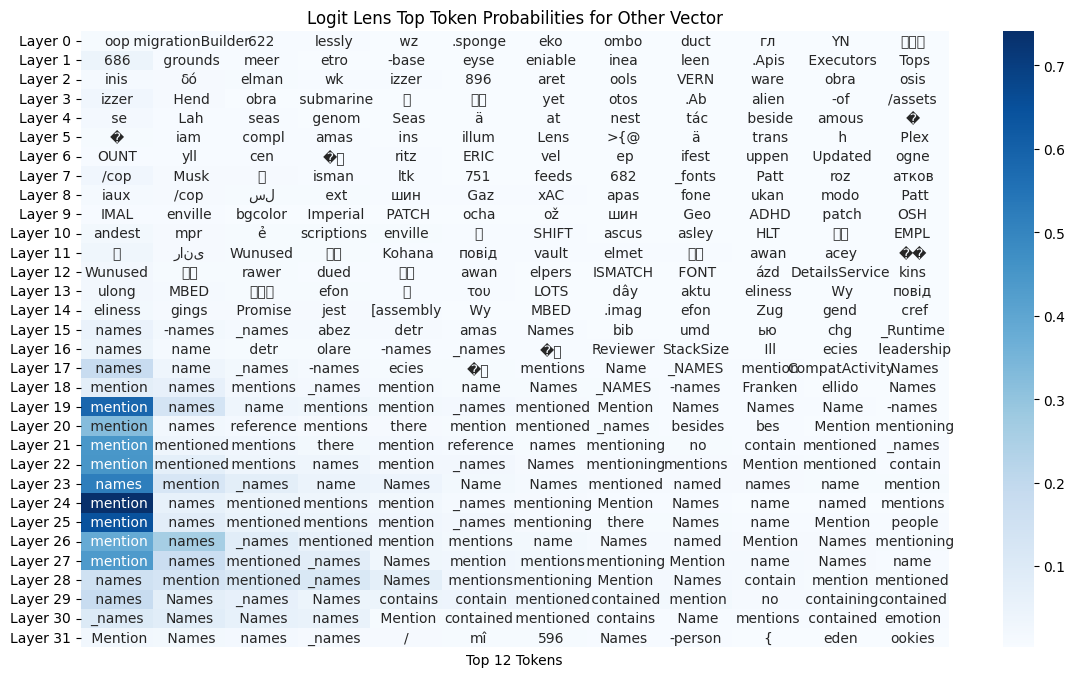 Logit Lens Top Token Probabilities for Other Vector
Layer 0 oop migrationBuilder 622 lessly wz .sponge eko ombo duct гл YN
Layer 1 686 grounds meer etro -base eyse eniable inea leen .Apis Executors Tops
Layer 2 inis δό elman wk izzer 896 aret ools VERN ware obra osis
Layer 3 izzer Hend obra submarine yet otos .Ab alien -of /assets
Layer 4 se Lah seas genom Seas ä at nest tác beside amous �
Layer 5 � iam compl amas ins illum Lens >{@ ä trans h Plex
Layer 6 OUNT yll cen � ritz ERIC vel ep ifest uppen Updated ogne
Layer 7 /cop Musk isman ltk 751 feeds 682 _fonts Patt roz атков
Layer 8 iaux /cop سل ext шин Gaz xAC apas fone ukan modo Patt
Layer 9 IMAL enville bgcolor Imperial PATCH ocha ož шин Geo ADHD patch OSH
Layer 10 andest mpr ẻ scriptions enville SHIFT ascus asley HLT EMPL
Layer 11 رانی Wunused Kohana повід vault elmet awan acey ��
Layer 12 Wunused rawer dued awan elpers ISMATCH FONT ázd DetailsService kins
Layer 13 ulong MBED efon του LOTS dây aktu eliness Wy повід
Layer 14 eliness gings Promise jest [assembly Wy MBED .imag efon Zug gend cref
Layer 15 names -names _names abez detr amas Names bib umd ью chg _Runtime
Layer 16 names name detr olare -names _names � Reviewer StackSize Ill ecies leadership
Layer 17 names name _names -names ecies � mentions Name _NAMES mention CompatActivity Names
Layer 18 mention names mentions _names mention name Names _NAMES -names Franken ellido Names
Layer 19 mention names name mentions mention _names mentioned Mention Names Names Name -names
Layer 20 mention names reference mentions there mention mentioned _names besides bes Mention mentioning
Layer 21 mention mentioned mentions there mention reference names mentioning no contain mentioned _names
Layer 22 mention mentioned mentions names mention _names Names mentioning mentions Mention mentioned contain
Layer 23 names mention _names name Names Name Names mentioned named names name mention
Layer 24 mention names mentioned mentions mention _names mentioning Mention Names name named mentions
Layer 25 mention names mentioned mentions mention _names mentioning there Names name Mention people
Layer 26 mention names _names mentioned mention mentions name Names named Mention Names mentioning
Layer 27 mention names mentioned _names Names mention mentions mentioning Mention name Names name
Layer 28 names mention mentioned _names Names mentions mentioning Mention Names contain mention mentioned
Layer 29 names Names _names Names contains contain mentioned contained mention no containing contained
Layer 30 _names Names Names names Mention contained mentioned contains Name mentions contained emotion
Layer 31 Mention Names names _names / mî 596 Names -person { eden ookies
Top 12 Tokens
0.7
0.6
0.5
0.4
0.3
0.2
0.1